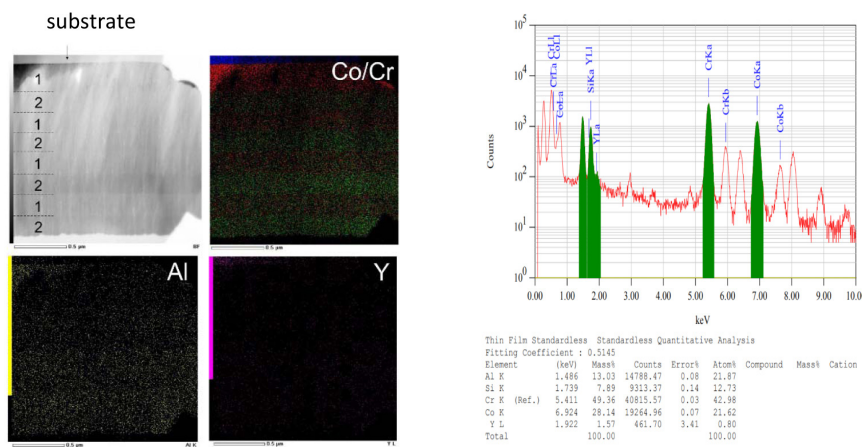 substrate
1
2
1
2
1
2
1
2
0.5 µm
BF
Co/Cr
0.5 µm
Al
0.5 µm
Al K
Y
0.5 µm
Y L
Counts
10^5
10^4
10^3
10^2
10^1
10^0
CrLa CrLl
CoLa CoLl
SiKa YLl
YLa
CrKa
CrKb
CoKa
CoKb
0.00 1.00 2.00 3.00 4.00 5.00 6.00 7.00 8.00 9.00 10.0
keV
Thin Film Standardless Standardless Quantitative Analysis
Fitting Coefficient : 0.5145
Element (keV) Mass% Counts Error% Atom% Compound Mass% Cation
Al K 1.486 13.03 14788.47 0.08 21.87
Si K 1.739 7.89 9313.37 0.14 12.73
Cr K (Ref.) 5.411 49.36 40815.57 0.03 42.98
Co K 6.924 28.14 19264.96 0.07 21.62
Y L 1.922 1.57 461.70 3.41 0.80
Total 100.00 100.00